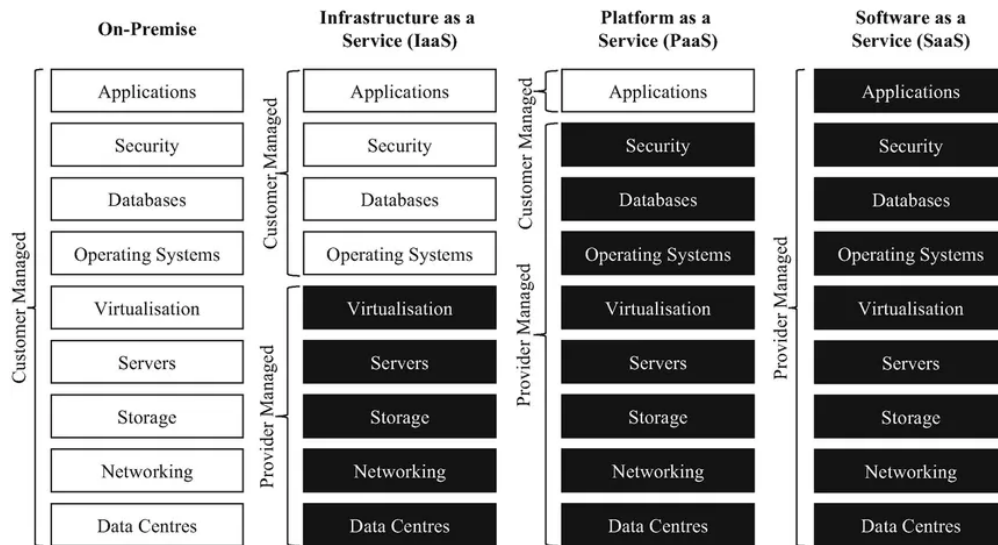 On-Premise
Customer Managed
Applications
Security
Databases
Operating Systems
Virtualisation
Servers
Storage
Networking
Data Centres
Infrastructure as a
Service (IaaS)
Customer Managed
Provider Managed
Applications
Security
Databases
Operating Systems
Virtualisation
Servers
Storage
Networking
Data Centres
Platform as a
Service (PaaS)
Customer Managed
Provider Managed
Applications
Security
Databases
Operating Systems
Virtualisation
Servers
Storage
Networking
Data Centres
Software as a
Service (SaaS)
Provider Managed
Applications
Security
Databases
Operating Systems
Virtualisation
Servers
Storage
Networking
Data Centres